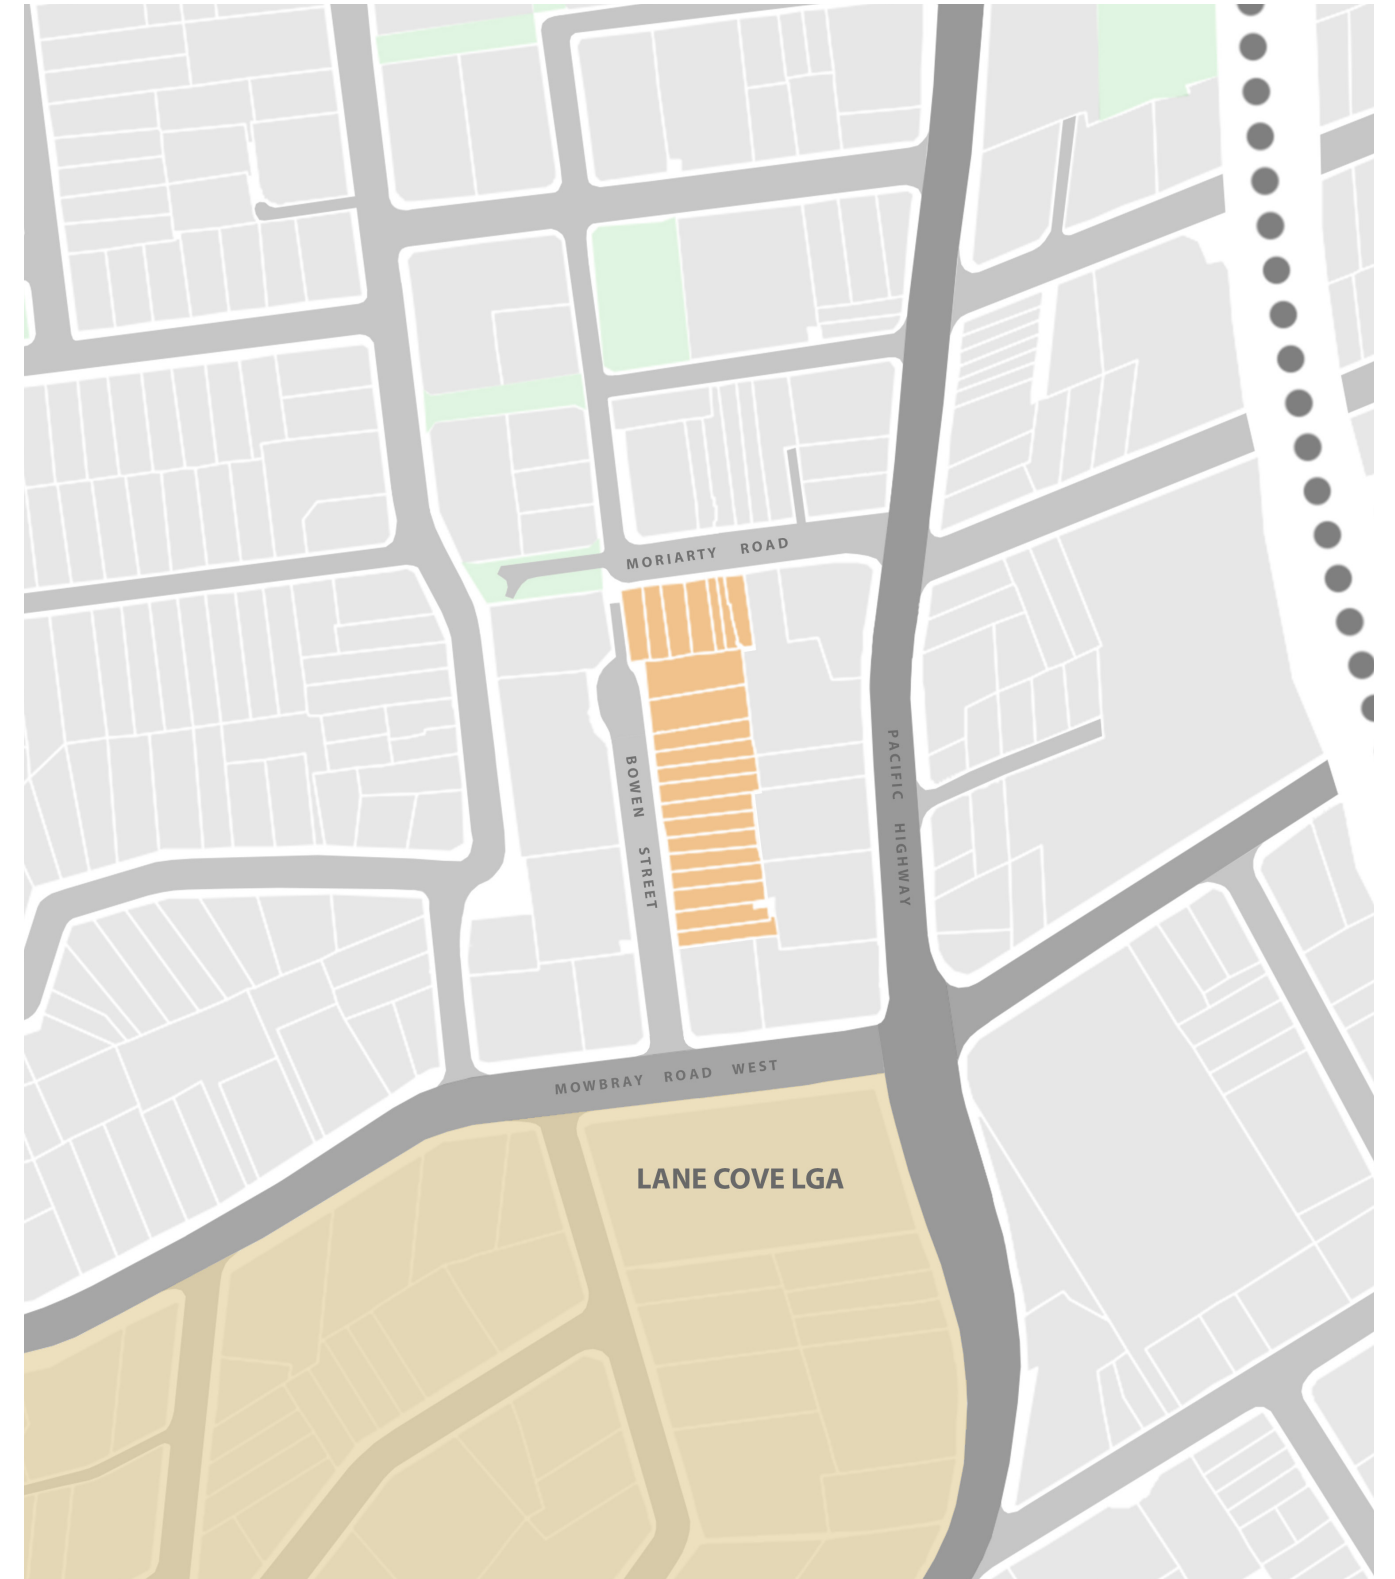 MORIARTY ROAD
PACIFIC HIGHWAY
BOWEN STREET
MOWBRAY ROAD WEST
LANE COVE LGA